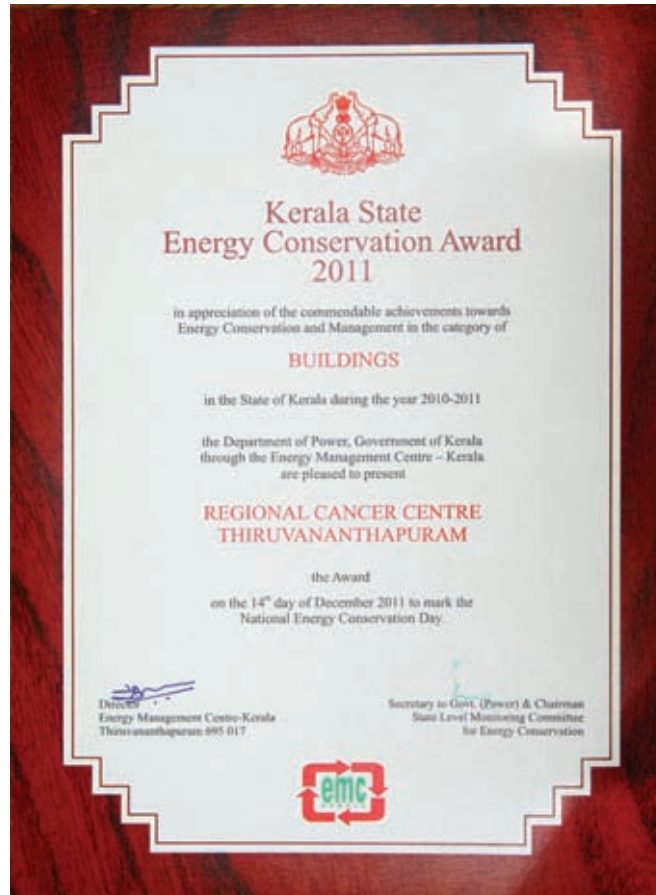 Kerala State
Energy Conservation Award
2011
in appreciation of the commendable achievements towards
Energy Conservation and Management in the category of
BUILDINGS
in the State of Kerala during the year 2010-2011
the Department of Power, Government of Kerala
through the Energy Management Centre – Kerala
are pleased to present
REGIONAL CANCER CENTRE
THIRUVANANTHAPURAM
the Award
on the 14th day of December 2011 to mark the
National Energy Conservation Day.
Director
Energy Management Centre-Kerala
Thiruvananthapuram 695 017
Secretary to Govt. (Power) & Chairman
State Level Monitoring Committee
for Energy Conservation
emc